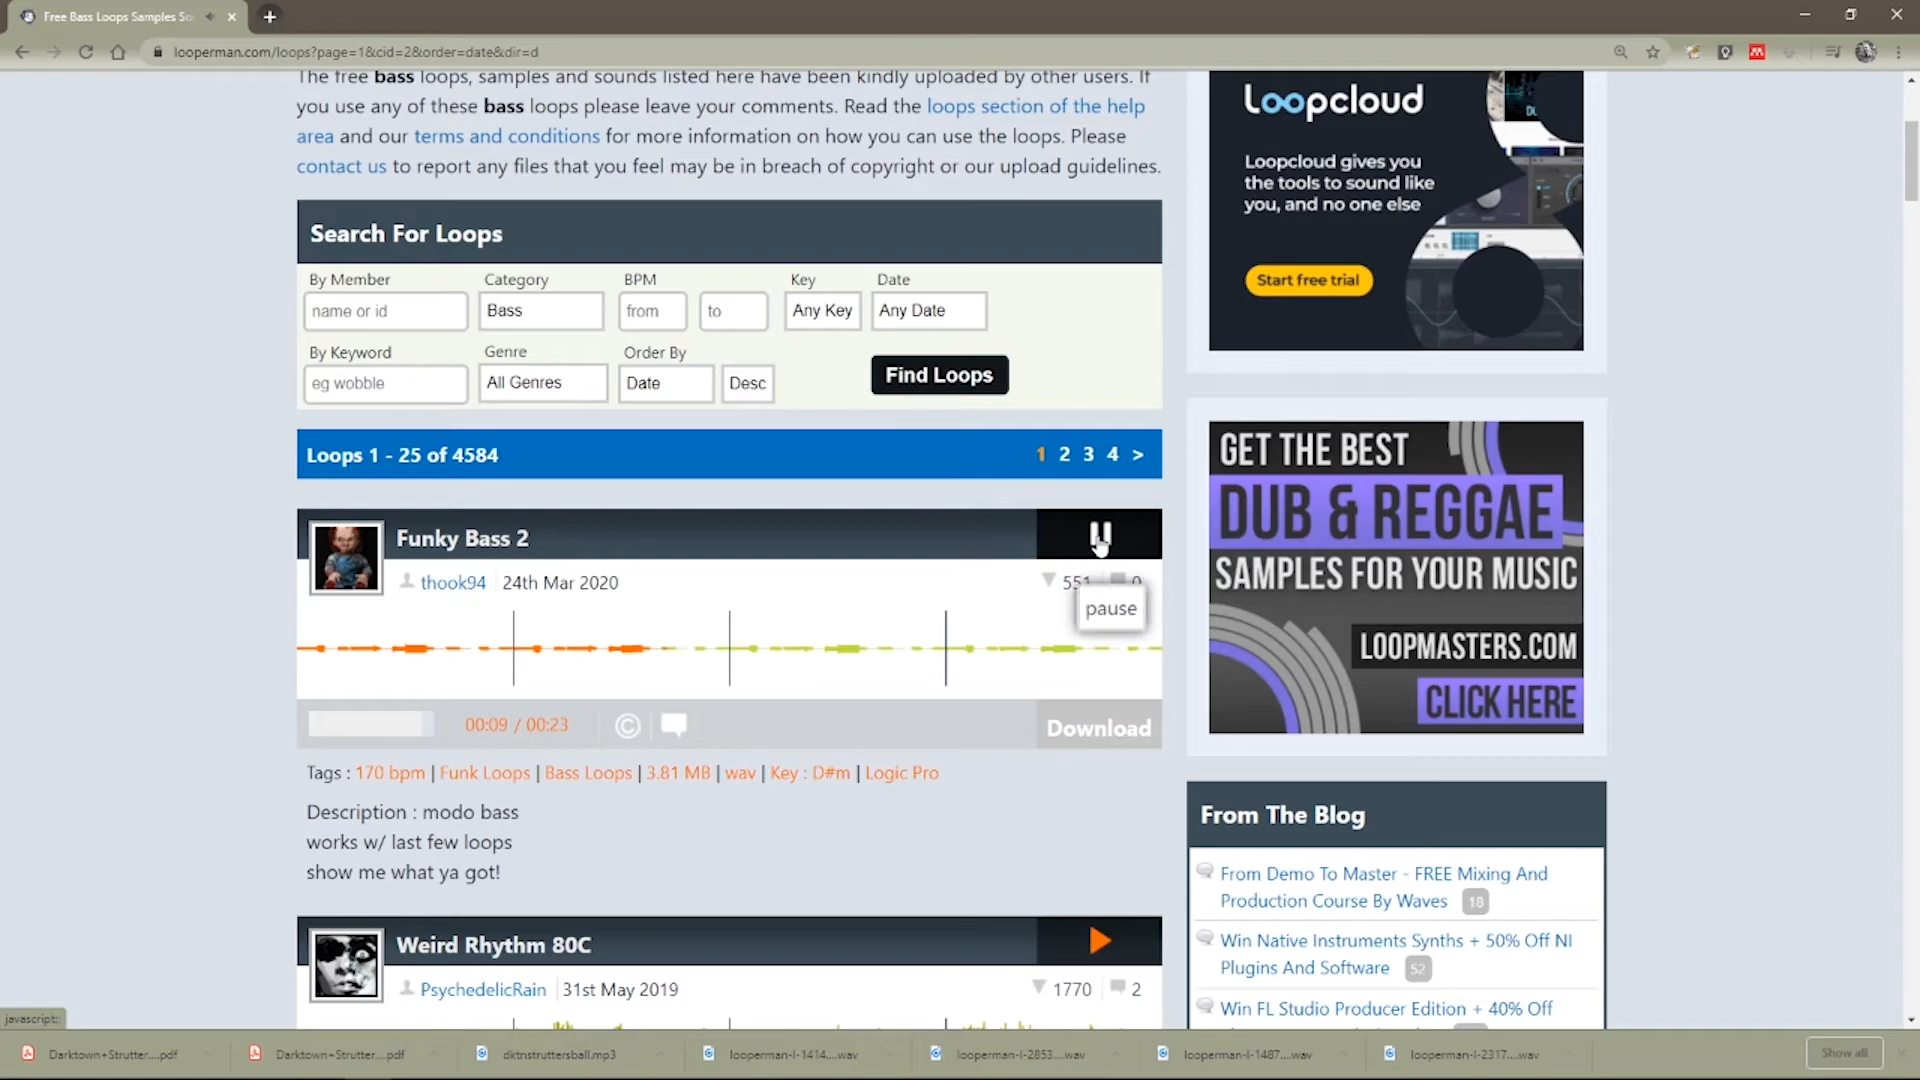 Free Bass Loops Samples So
looperman.com/loops?page=1&cid=2&order=date&dir=d
The free bass loops, samples and sounds listed here have been kindly uploaded by other users. If
you use any of these bass loops please leave your comments. Read the loops section of the help
area and our terms and conditions for more information on how you can use the loops. Please
contact us to report any files that you feel may be in breach of copyright or our upload guidelines.
Search For Loops
By Member Category BPM Key Date
name or id Bass from to Any Key Any Date
By Keyword Genre Order By
eg wobble All Genres Date Desc Find Loops
Loops 1 - 25 of 4584 1 2 3 4 >
Funky Bass 2
thook94 24th Mar 2020 551 0
pause
00:09 / 00:23 © Download
Tags : 170 bpm | Funk Loops | Bass Loops | 3.81 MB | wav | Key : D#m | Logic Pro
Description : modo bass
works w/ last few loops
show me what ya got!
Weird Rhythm 80C
PsychedelicRain 31st May 2019 1770 2
Loopcloud
Loopcloud gives you
the tools to sound like
you, and no one else
Start free trial
GET THE BEST
DUB & REGGAE
SAMPLES FOR YOUR MUSIC
LOOPMASTERS.COM
CLICK HERE
From The Blog
From Demo To Master - FREE Mixing And
Production Course By Waves 18
Win Native Instruments Synths + 50% Off NI
Plugins And Software 52
Win FL Studio Producer Edition + 40% Off
javascript:;
Darktown+Strutter....pdf Darktown+Strutter....pdf dktnstruttersball.mp3 looperman-l-1414....wav looperman-l-2853....wav looperman-l-1487....wav looperman-l-2317....wav Show all